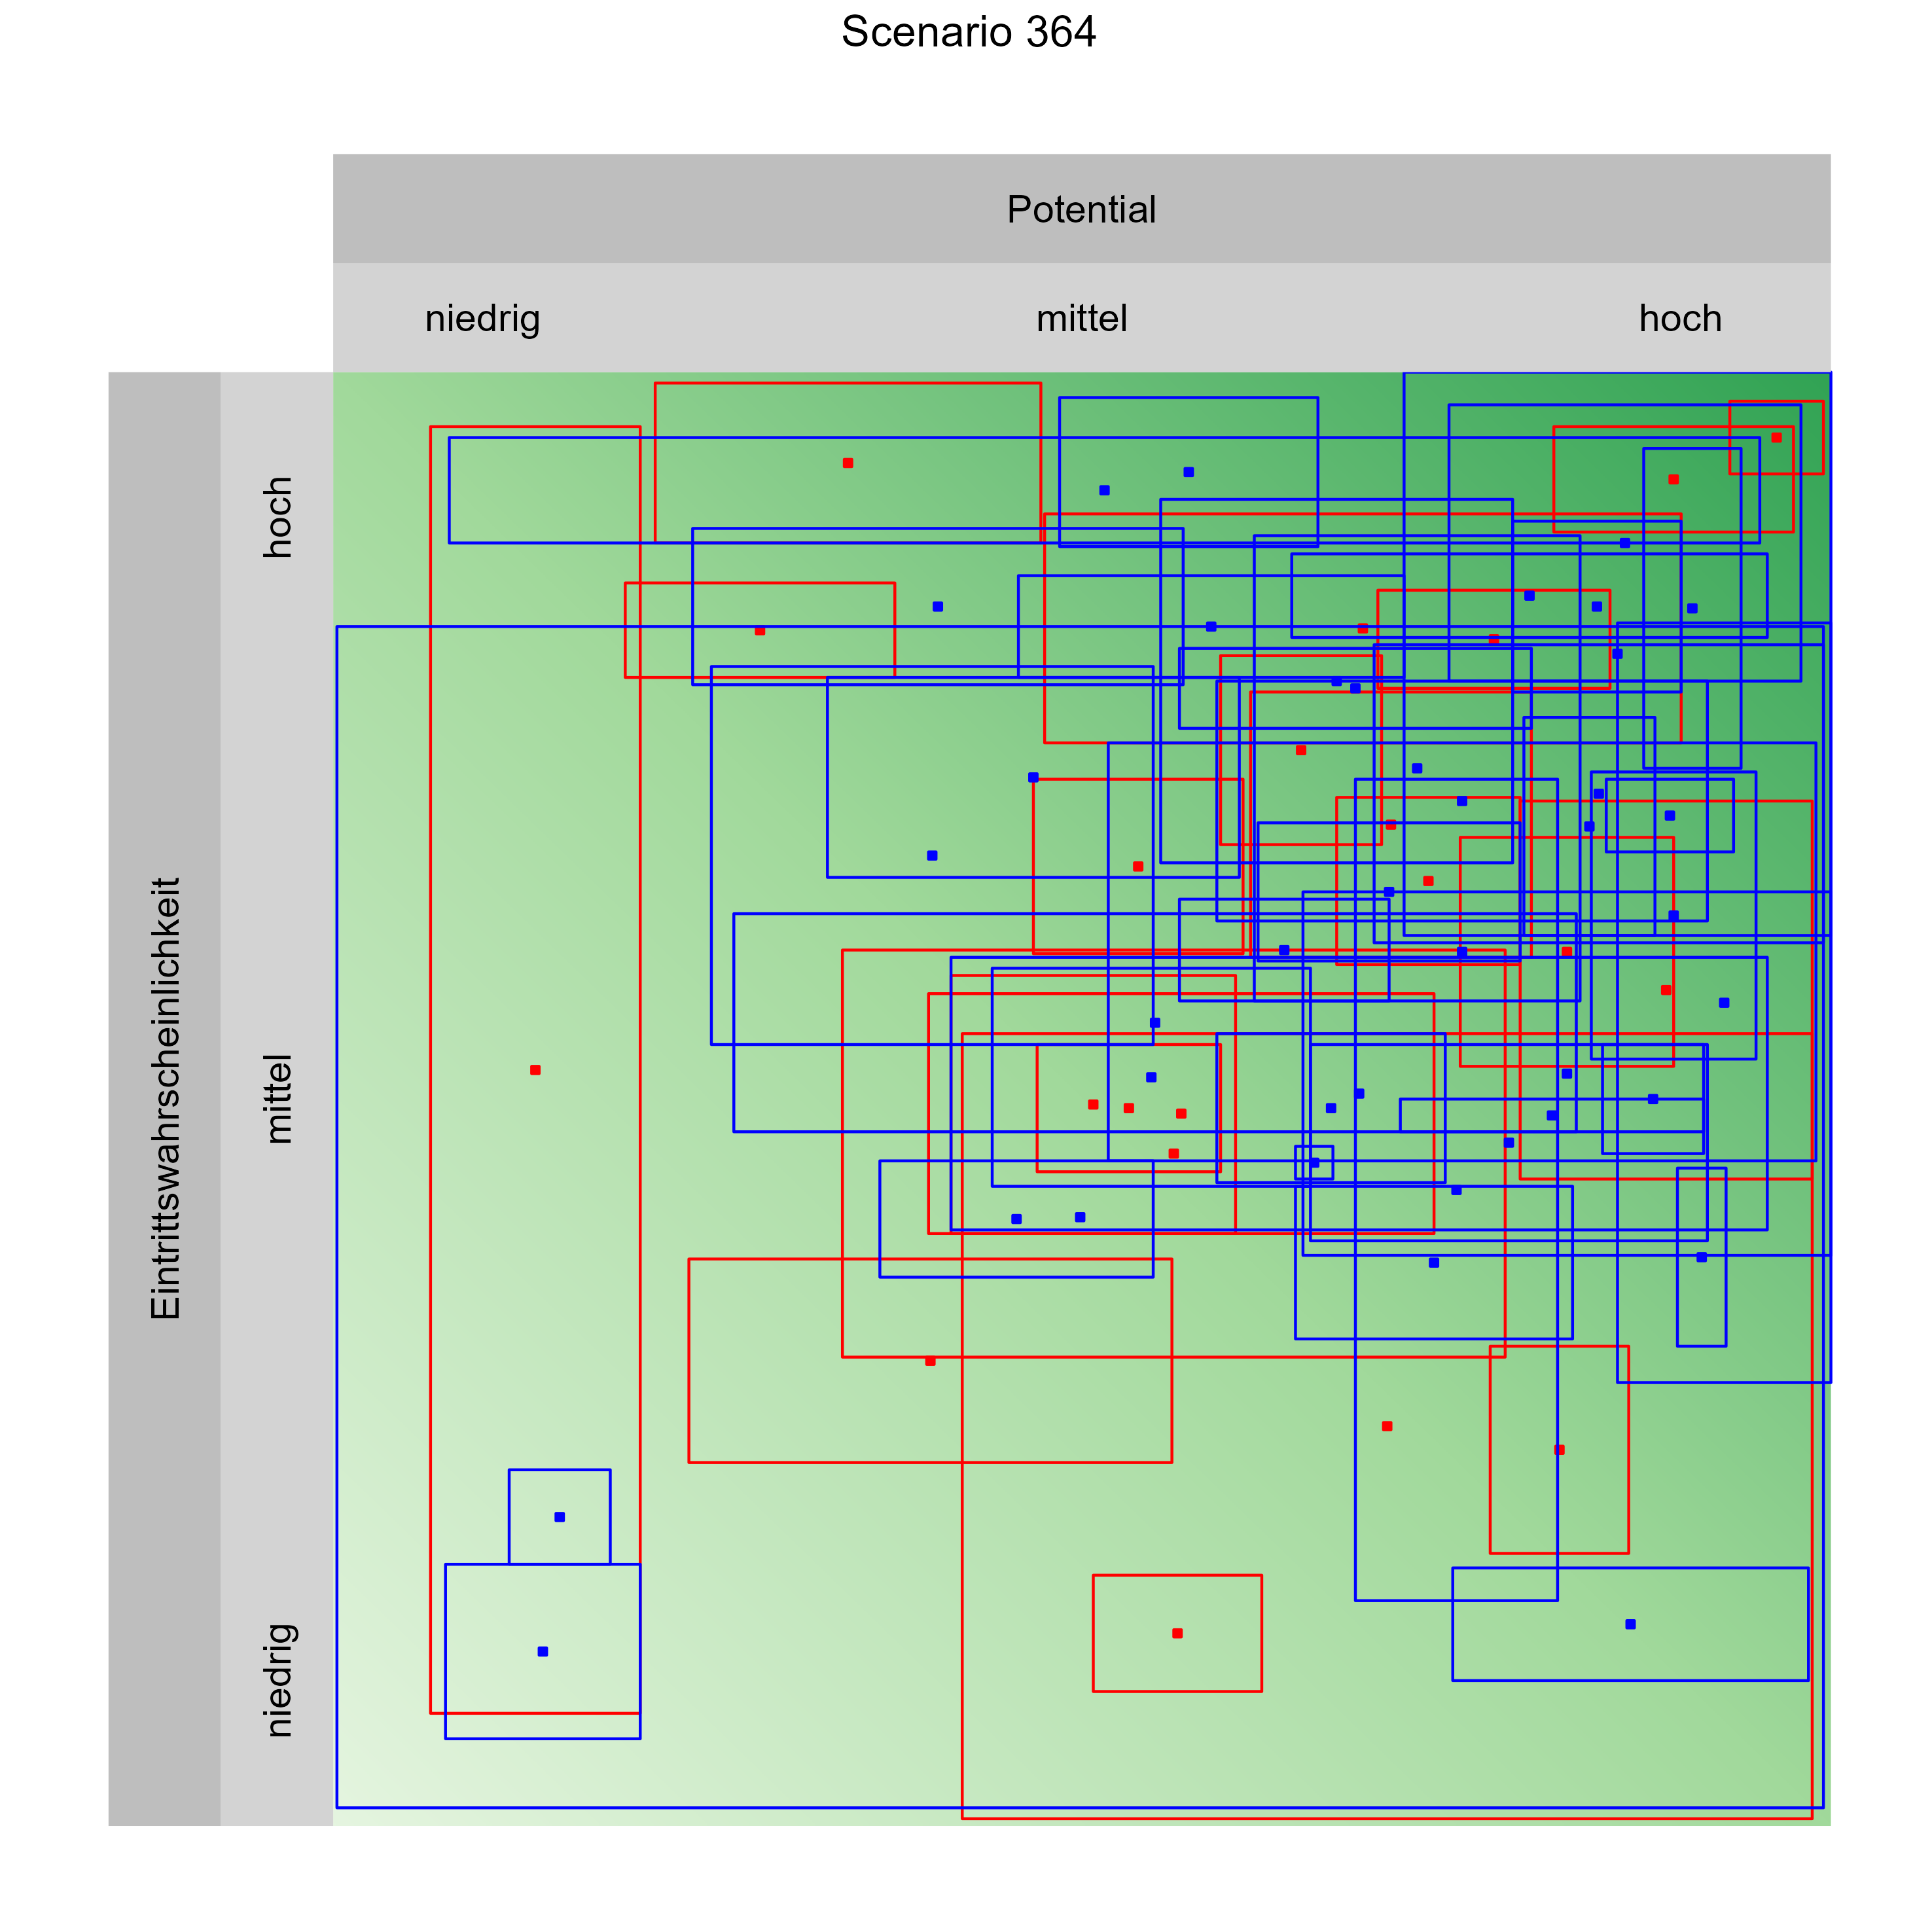 Scenario 364
Potential
niedrig
mittel
hoch
Eintrittswahrscheinlichkeit
hoch
mittel
niedrig